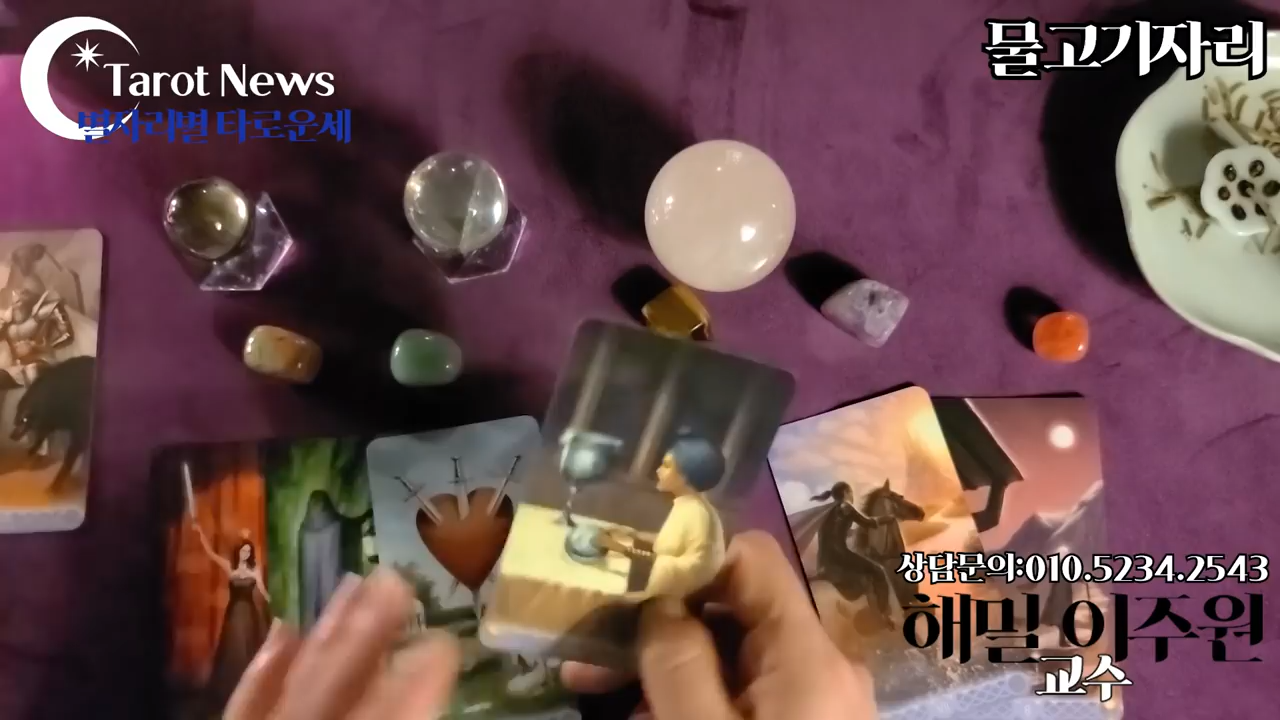 Tarot News
별자리별 타로운세
물고기자리
상담문의:010.5234.2543
해밀 이주원
교수